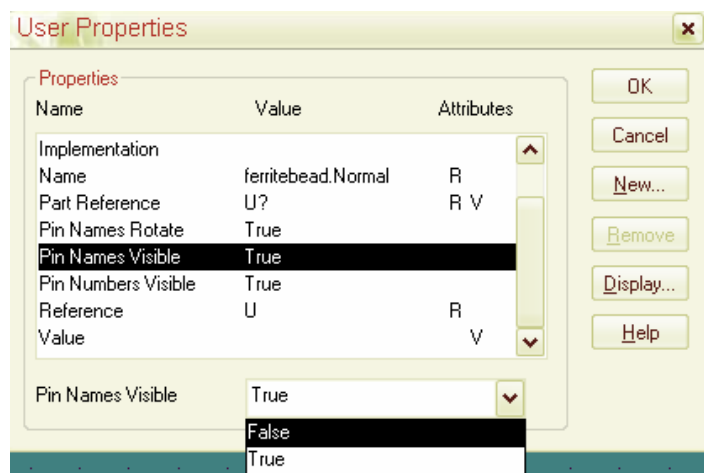 User Properties
Properties
Name Value Attributes
Implementation
Name ferritebead.Normal R
Part Reference U? R V
Pin Names Rotate True
Pin Names Visible True
Pin Numbers Visible True
Reference U R
Value V
Pin Names Visible True
False
True
OK
Cancel
New...
Remove
Display...
Help